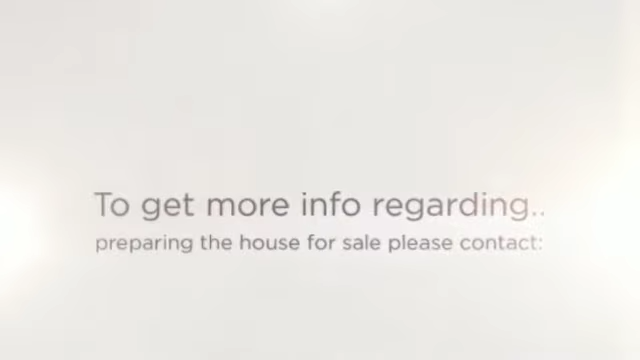 To get more info regarding..
preparing the house for sale please contact: